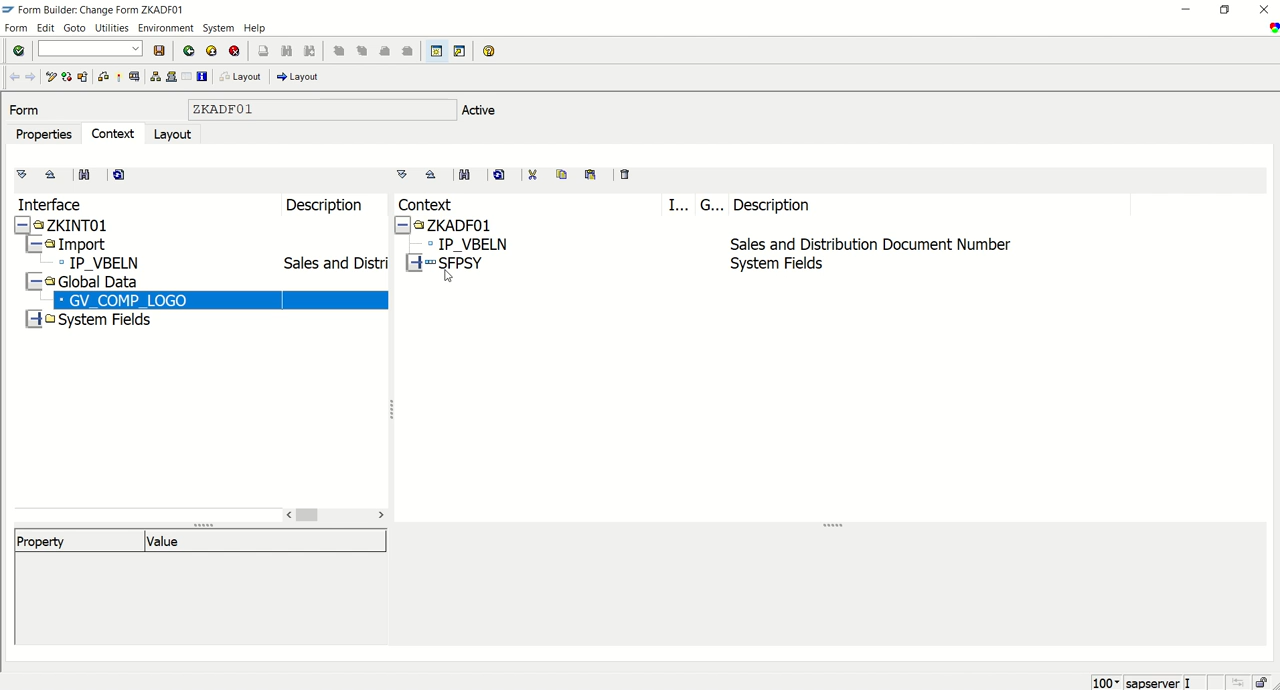 Form Builder: Change Form ZKADF01
Form Edit Goto Utilities Environment System Help
Layout Layout
Form ZKADF01 Active
Properties Context Layout
Interface Description
ZKINT01
Import
IP_VBELN Sales and Distri
Global Data
GV_COMP_LOGO
System Fields
Context I... G... Description
ZKADF01
IP_VBELN Sales and Distribution Document Number
SFPSY System Fields
Property Value
100 sapserver I